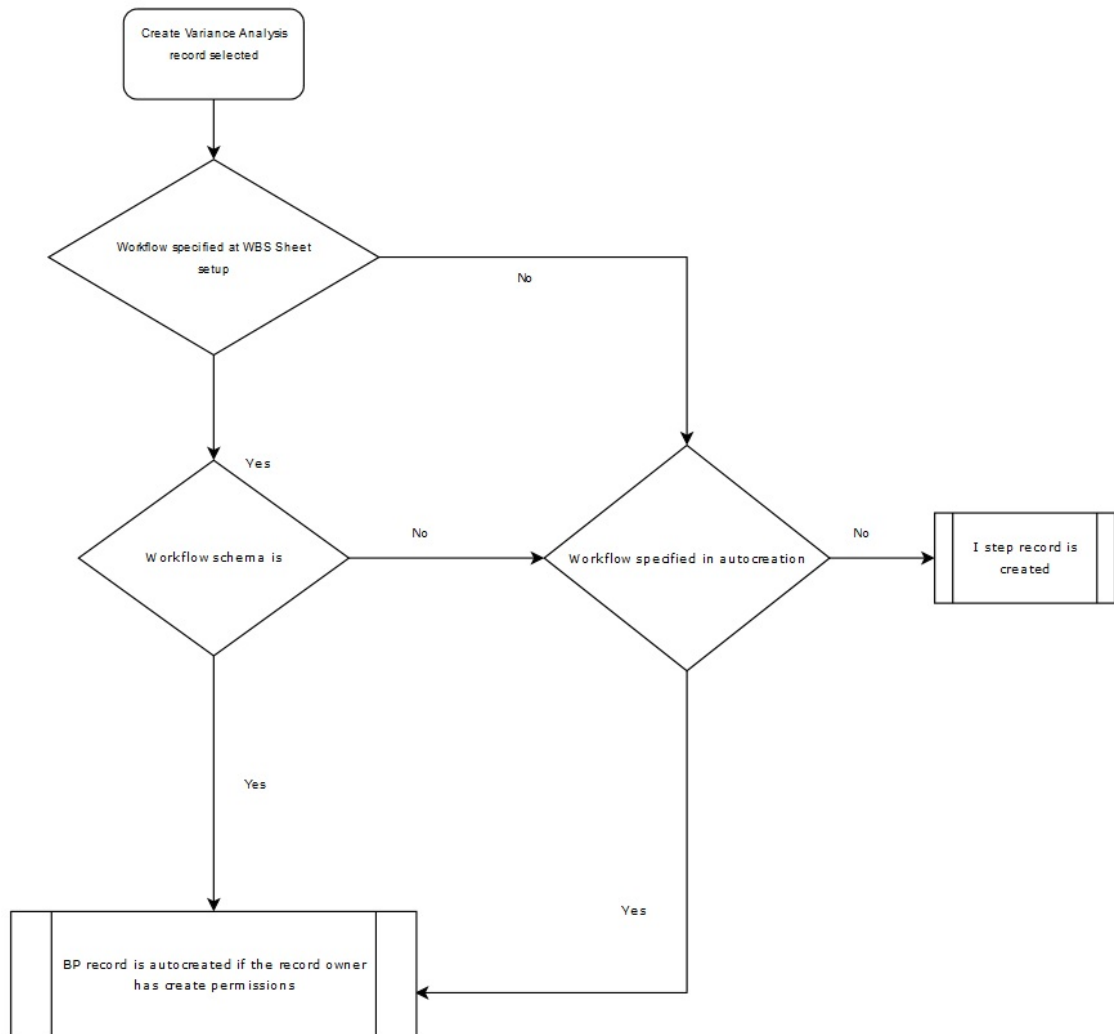 Create Variance Analysis
record selected
Workflow specified at WBS Sheet
setup
No
Yes
Workflow schema is
No
Workflow specified in autocreation
No
I step record is
created
Yes
Yes
BP record is autocreated if the record owner
has create permissions